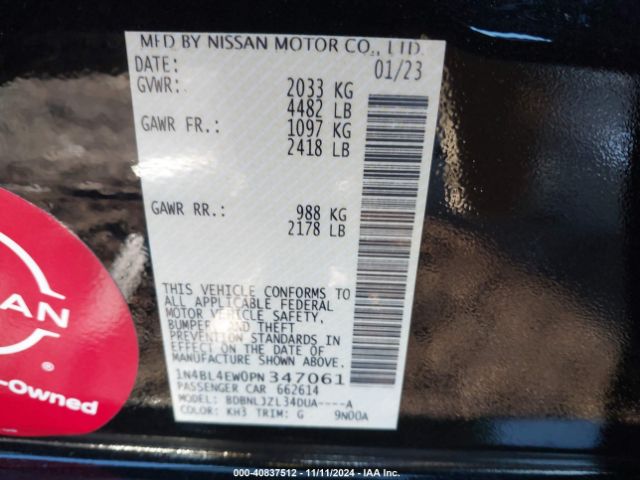 MFD BY NISSAN MOTOR CO., LTD.
DATE: 01/23
GVWR: 2033 KG
4482 LB
GAWR FR.: 1097 KG
2418 LB
GAWR RR.: 988 KG
2178 LB
THIS VEHICLE CONFORMS TO
ALL APPLICABLE FEDERAL
MOTOR VEHICLE SAFETY,
BUMPER, AND THEFT
PREVENTION STANDARDS IN
EFFECT ON THE DATE OF
MANUFACTURE SHOWN ABOVE.
1N4BL4EW0PN347061
PASSENGER CAR 662614
MODEL: BDBNLJZL34DUA----A
COLOR: KH3 TRIM: G 9N00A
SSAN
-Owned
000-40837512 - 11/11/2024 - IAA Inc.